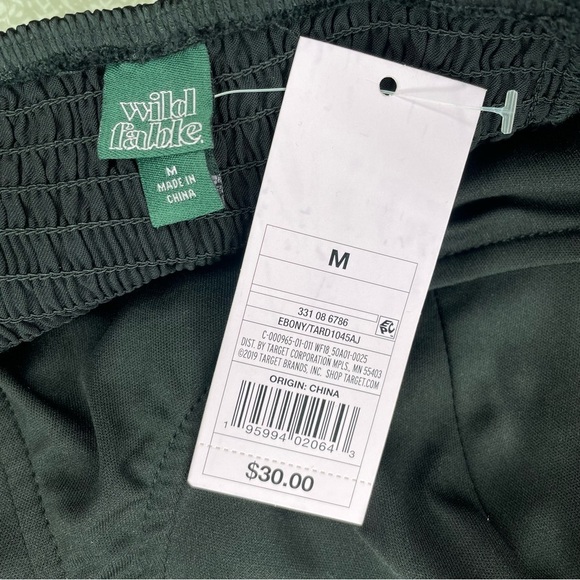 wild
fable
M
MADE IN
CHINA
M
331 08 6786
EBONY/TARD1045AJ
C-000965-01-011 WF18_50A01-0025
DIST. BY TARGET CORPORATION MPLS, MN 55403
©2019 TARGET BRANDS, INC. SHOP TARGET.COM
ORIGIN: CHINA
1 95994 02064 3
$30.00